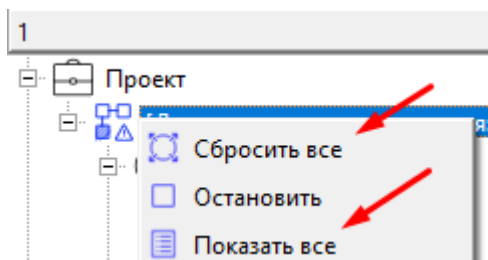 1
Проект
Сбросить все
Остановить
Показать все